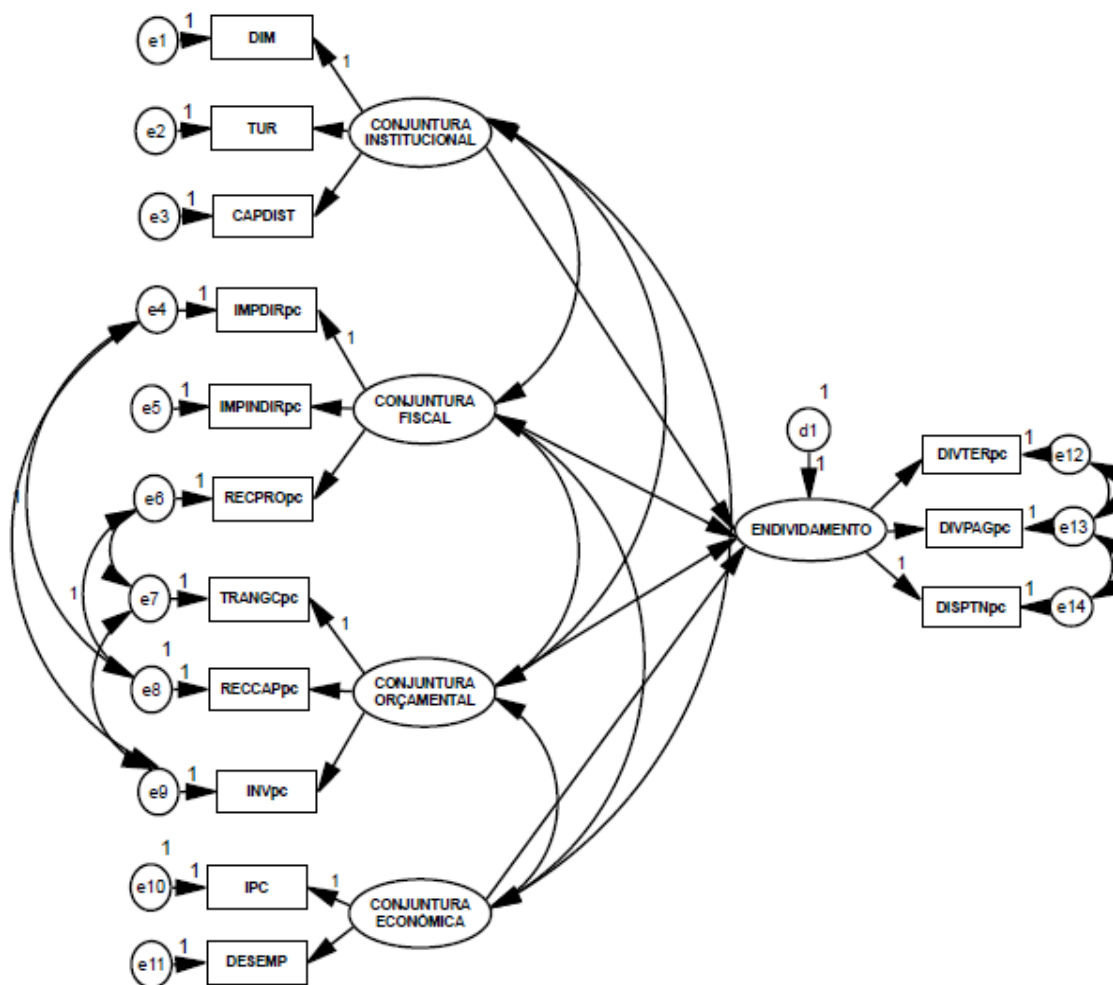 1
e1
1
DIM
1
e2
1
TUR
CONJUNTURA
INSTITUCIONAL
e3
1
CAPDIST
e4
1
IMPDIRpc
1
e5
1
IMPINDIRpc
CONJUNTURA
FISCAL
1
d1
1
e6
1
RECPROpc
1
DIVTERpc
1
e12
ENDIVIDAMENTO
DIVPAGpc
1
e13
1
DISPTNpc
1
e14
1
e7
1
TRANGCpc
1
1
e8
1
RECCAPpc
CONJUNTURA
ORÇAMENTAL
e9
1
INVpc
1
e10
1
IPC
1
CONJUNTURA
ECONÓMICA
e11
1
DESEMP